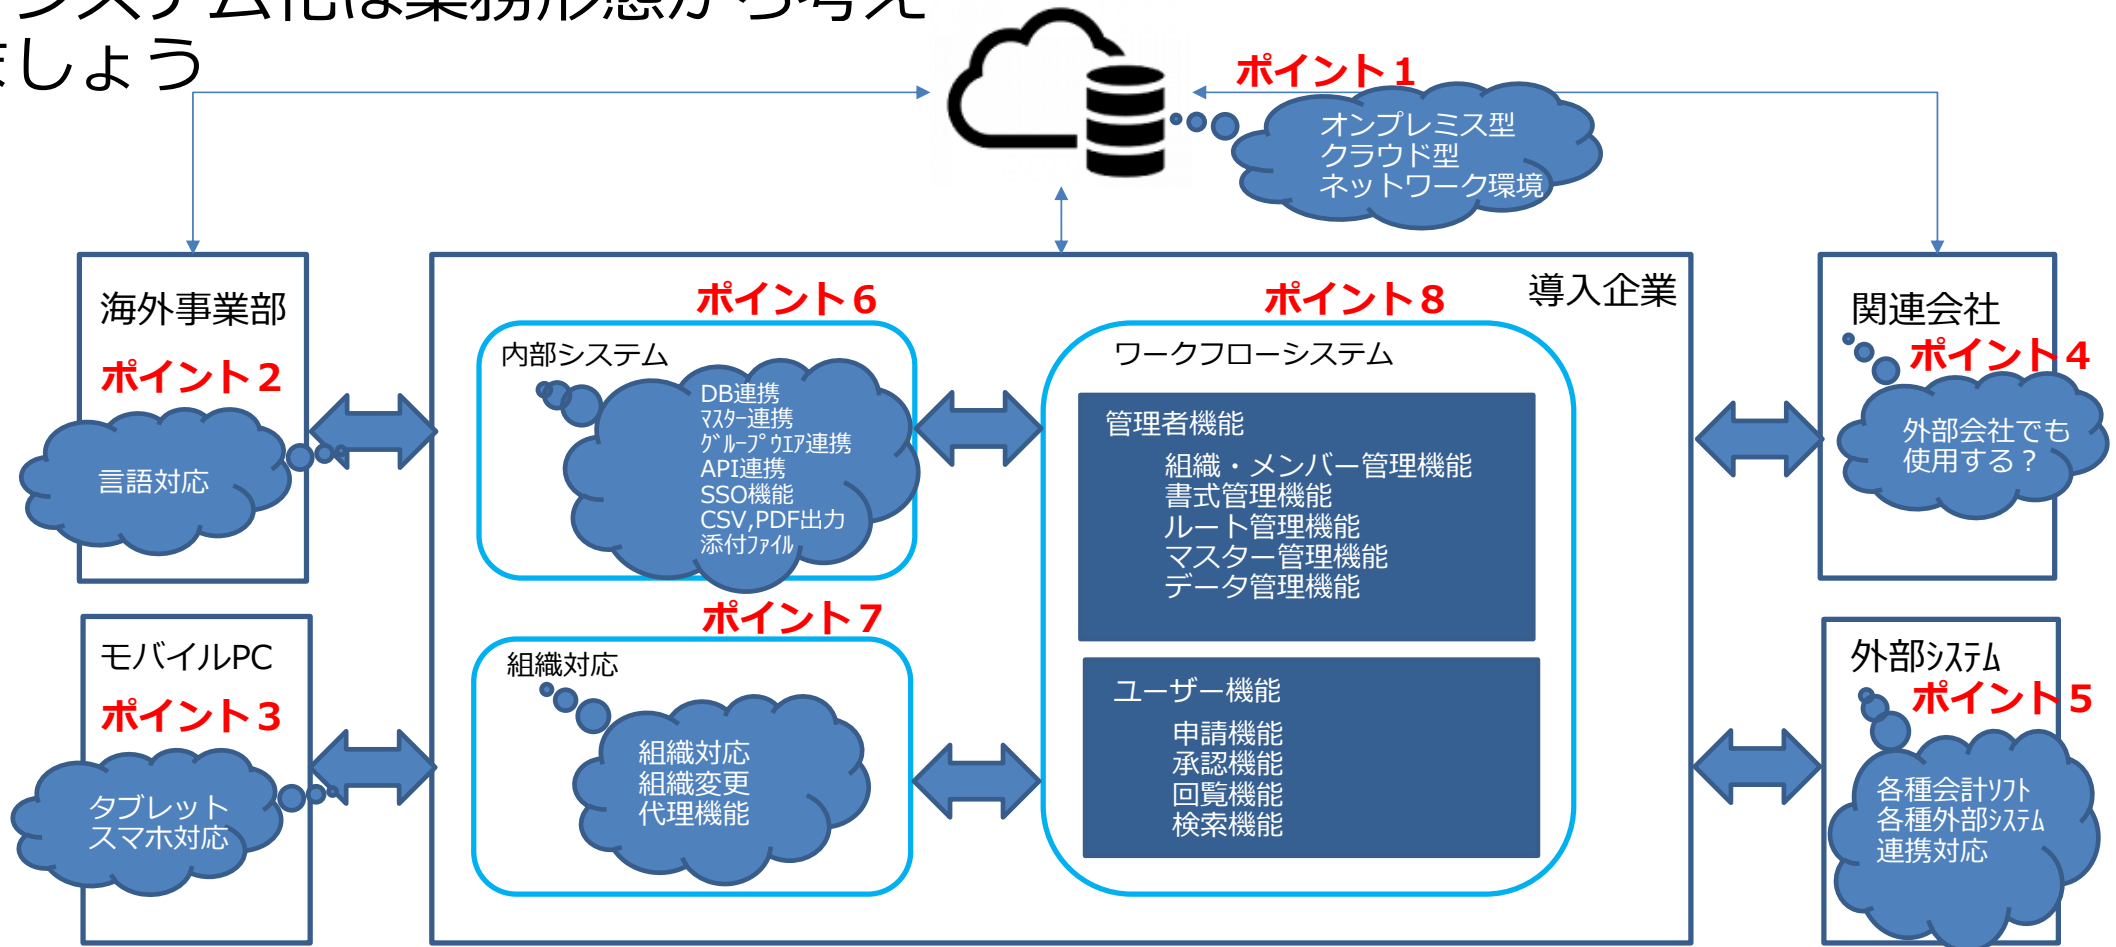 システム化は業務形態から考え
ましょう
ポイント１
オンプレミス型
クラウド型
ネットワーク環境
海外事業部
ポイント２
言語対応
モバイルPC
ポイント３
タブレット
スマホ対応
導入企業
ポイント６
内部システム
DB連携
ﾏｽﾀｰ連携
ｸﾞﾙｰﾌﾟｳｴｱ連携
API連携
SSO機能
CSV,PDF出力
添付ﾌｧｲﾙ
ポイント７
組織対応
組織対応
組織変更
代理機能
ポイント８
ワークフローシステム
管理者機能
組織・メンバー管理機能
書式管理機能
ルート管理機能
マスター管理機能
データ管理機能
ユーザー機能
申請機能
承認機能
回覧機能
検索機能
関連会社
ポイント４
外部会社でも
使用する？
外部ｼｽﾃﾑ
ポイント５
各種会計ｿﾌﾄ
各種外部ｼｽﾃﾑ
連携対応